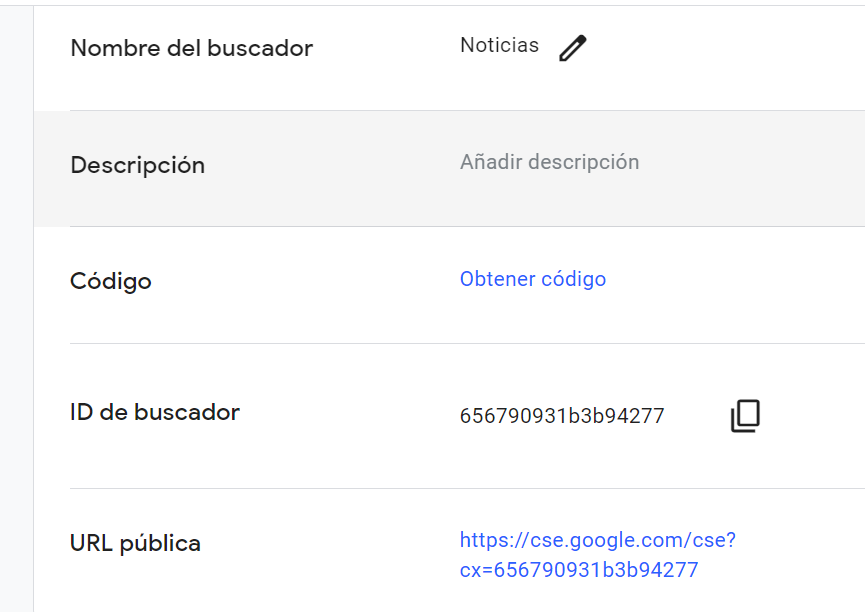 Nombre del buscador
Noticias
Descripción
Añadir descripción
Código
Obtener código
ID de buscador
656790931b3b94277
URL pública
https://cse.google.com/cse?
cx=656790931b3b94277